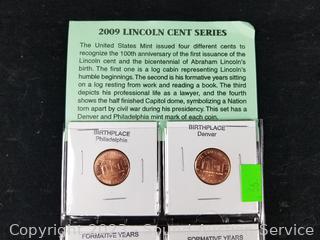 2009 LINCOLN CENT SERIES
The United States Mint issued four different cents to
recognize the 100th anniversary of the first issuance of the
Lincoln cent and the bicentennial of Abraham Lincoln's
birth. The first one is a log cabin representing Lincoln's
humble beginnings. The second is his formative years sitting
on a log resting from work and reading a book. The third
depicts his professional life as a lawyer, and the fourth
shows the half finished Capitol dome, symbolizing a Nation
torn apart by civil war during his presidency. This set has a
Denver and Philadelphia mint mark of each coin.
BIRTHPLACE
Philadelphia
BIRTHPLACE
Denver
FORMATIVE YEARS
FORMATIVE YEARS
Copyright
Service